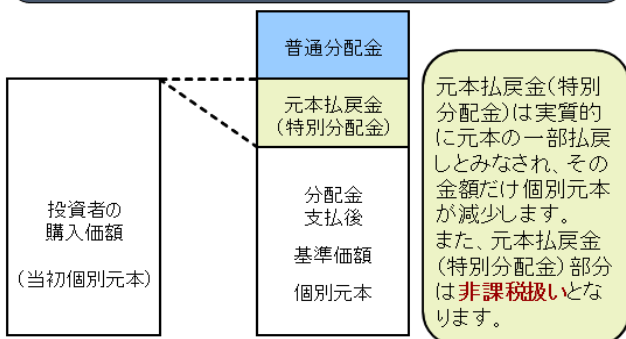 普通分配金
元本払戻金
(特別分配金)
投資者の
購入価額
(当初個別元本)
分配金
支払後
基準価額
個別元本
元本払戻金(特別
分配金)は実質的
に元本の一部払戻
しとみなされ、その
金額だけ個別元本
が減少します。
また、元本払戻金
(特別分配金)部分
は非課税扱いとな
ります。